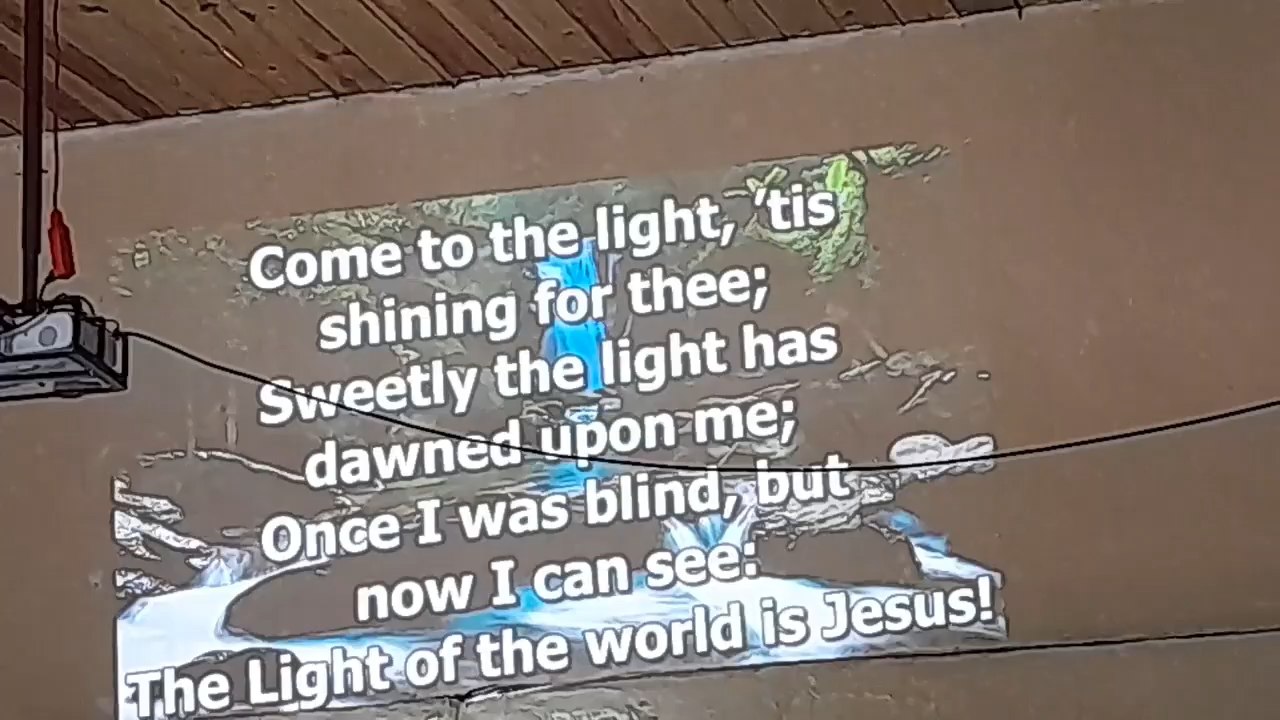 Come to the light, ’tis
shining for thee;
Sweetly the light has
dawned upon me;
Once I was blind, but
now I can see:
The Light of the world is Jesus!